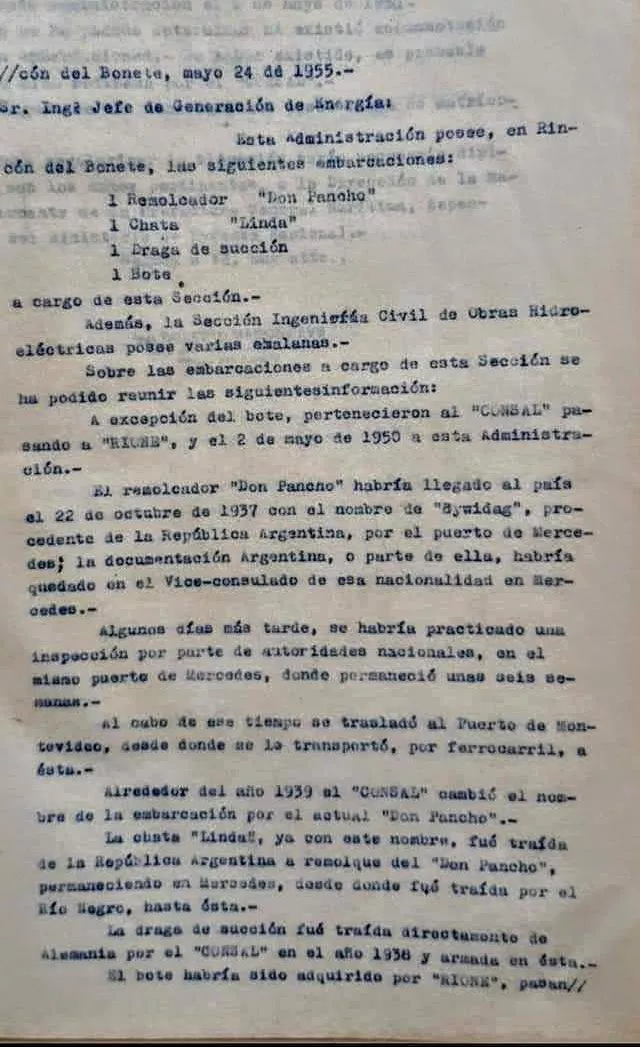 //cón del Bonete, mayo 24 dd 1955.-
Sr. Ingº Jefe de Generación de Energía:
Esta Administración posee, en Rin-
cón del Bonete, las siguientes embarcaciones:
1 Remolcador "Don Pancho"
1 Chata "Linda"
1 Draga de succión
1 Bote
a cargo de esta Sección.-
Además, la Sección Ingeniería Civil de Obras Hidro-
eléctricas posee varias chalanas.-
Sobre las embarcaciones a cargo de esta Sección se
ha podido reunir las siguientesinformación:
A excepción del bote, pertenecieron al "CONSAL" pa-
sando a "RIONE", y el 2 de mayo de 1950 a esta Administra-
ción.-
El remolcador "Don Pancho" habría llegado al país
el 22 de octubre de 1937 con el nombre de "Sywidag", pro-
cedente de la República Argentina, por el puerto de Merce-
des; la documentación Argentina, o parte de ella, habría
quedado en el Vice-consulado de esa nacionalidad en Mer-
cedes.-
Algunos días más tarde, se habría practicado una
inspección por parte de autoridades nacionales, en el
mismo puerto de Mercedes, donde permaneció unas seis se-
manas.-
Al cabo de ese tiempo se trasladó al Puerto de Mon-
tevideo, desde donde se lo transportó, por ferrocarril, a
ésta.-
Alrededor del año 1939 el "CONSAL" cambió el nom-
bre de la embarcación por el actual "Don Pancho".-
La chata "Linda", ya con este nombre, fué traída
de la República Argentina a remolque del "Don Pancho",
permaneciendo en Mercedes, desde donde fyé traída por el
Río Negro, hasta ésta.-
La draga de succión fué traída directamente de
Alemania por el "CONSAL" en el año 1938 y armada en ésta.-
El bote habría sido adquirido por "RIONE", pasan//